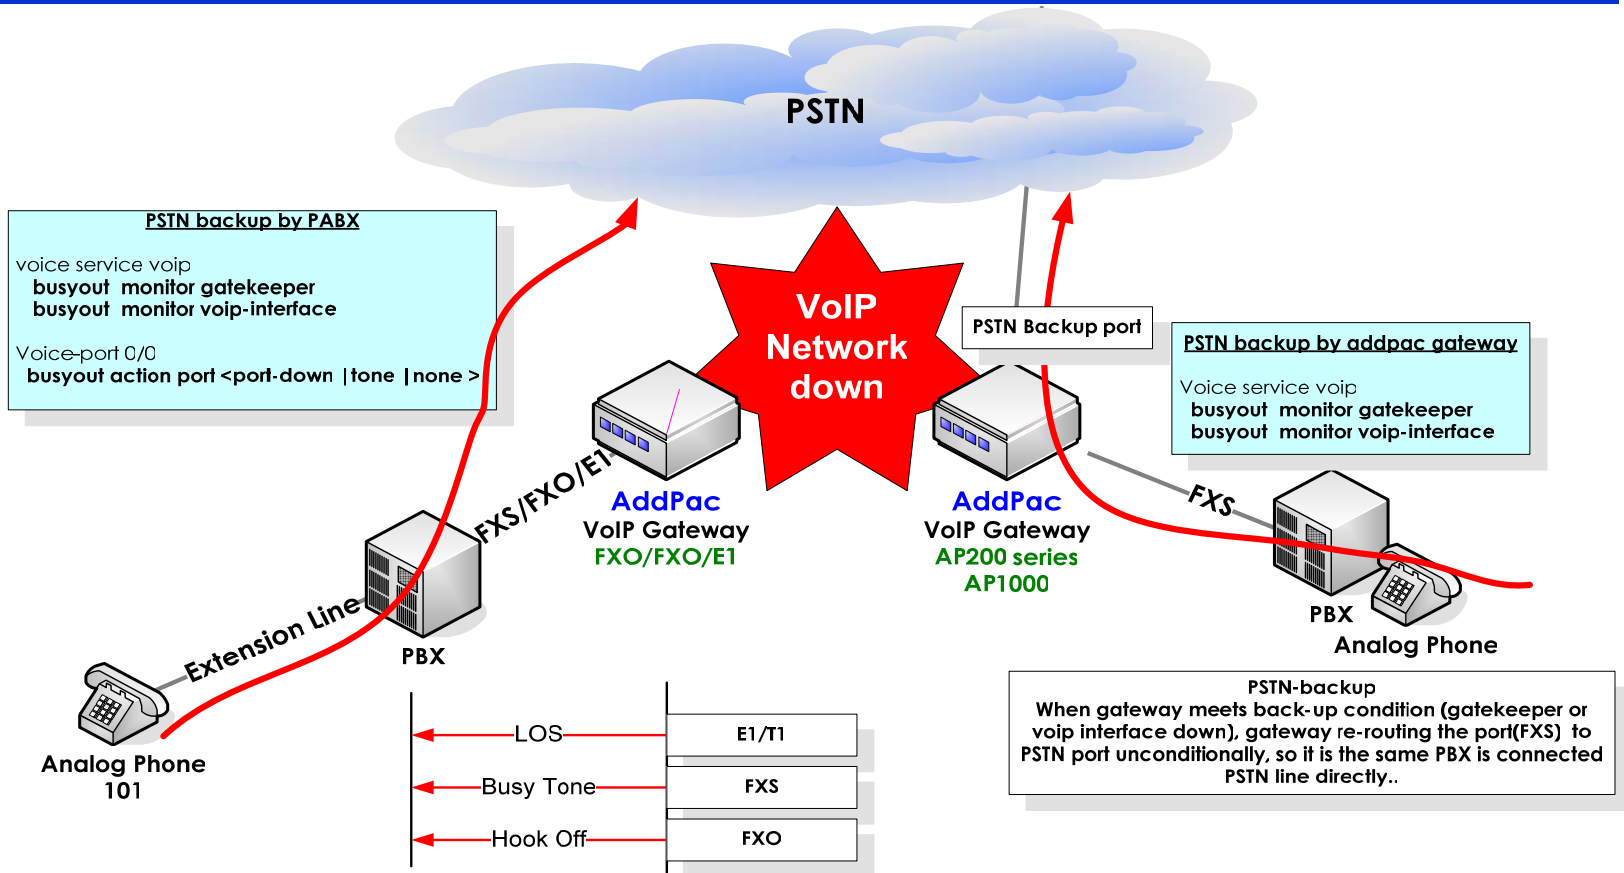 PSTN
PSTN backup by PABX
voice service voip
busyout monitor gatekeeper
busyout monitor voip-interface
Voice-port 0/0
busyout action port <port-down |tone |none >
VoIP
Network
down
PSTN Backup port
PSTN backup by addpac gateway
Voice service voip
busyout monitor gatekeeper
busyout monitor voip-interface
FXS/FXO/E1
AddPac
VoIP Gateway
FXO/FXO/E1
AddPac
VoIP Gateway
AP200 series
AP1000
FXS
PBX
Analog Phone
Extension Line
PBX
Analog Phone
101
LOS
E1/T1
Busy Tone
FXS
Hook Off
FXO
PSTN-backup
When gateway meets back-up condition (gatekeeper or
voip interface down), gateway re-routing the port(FXS) to
PSTN port unconditionally, so it is the same PBX is connected
PSTN line directly..